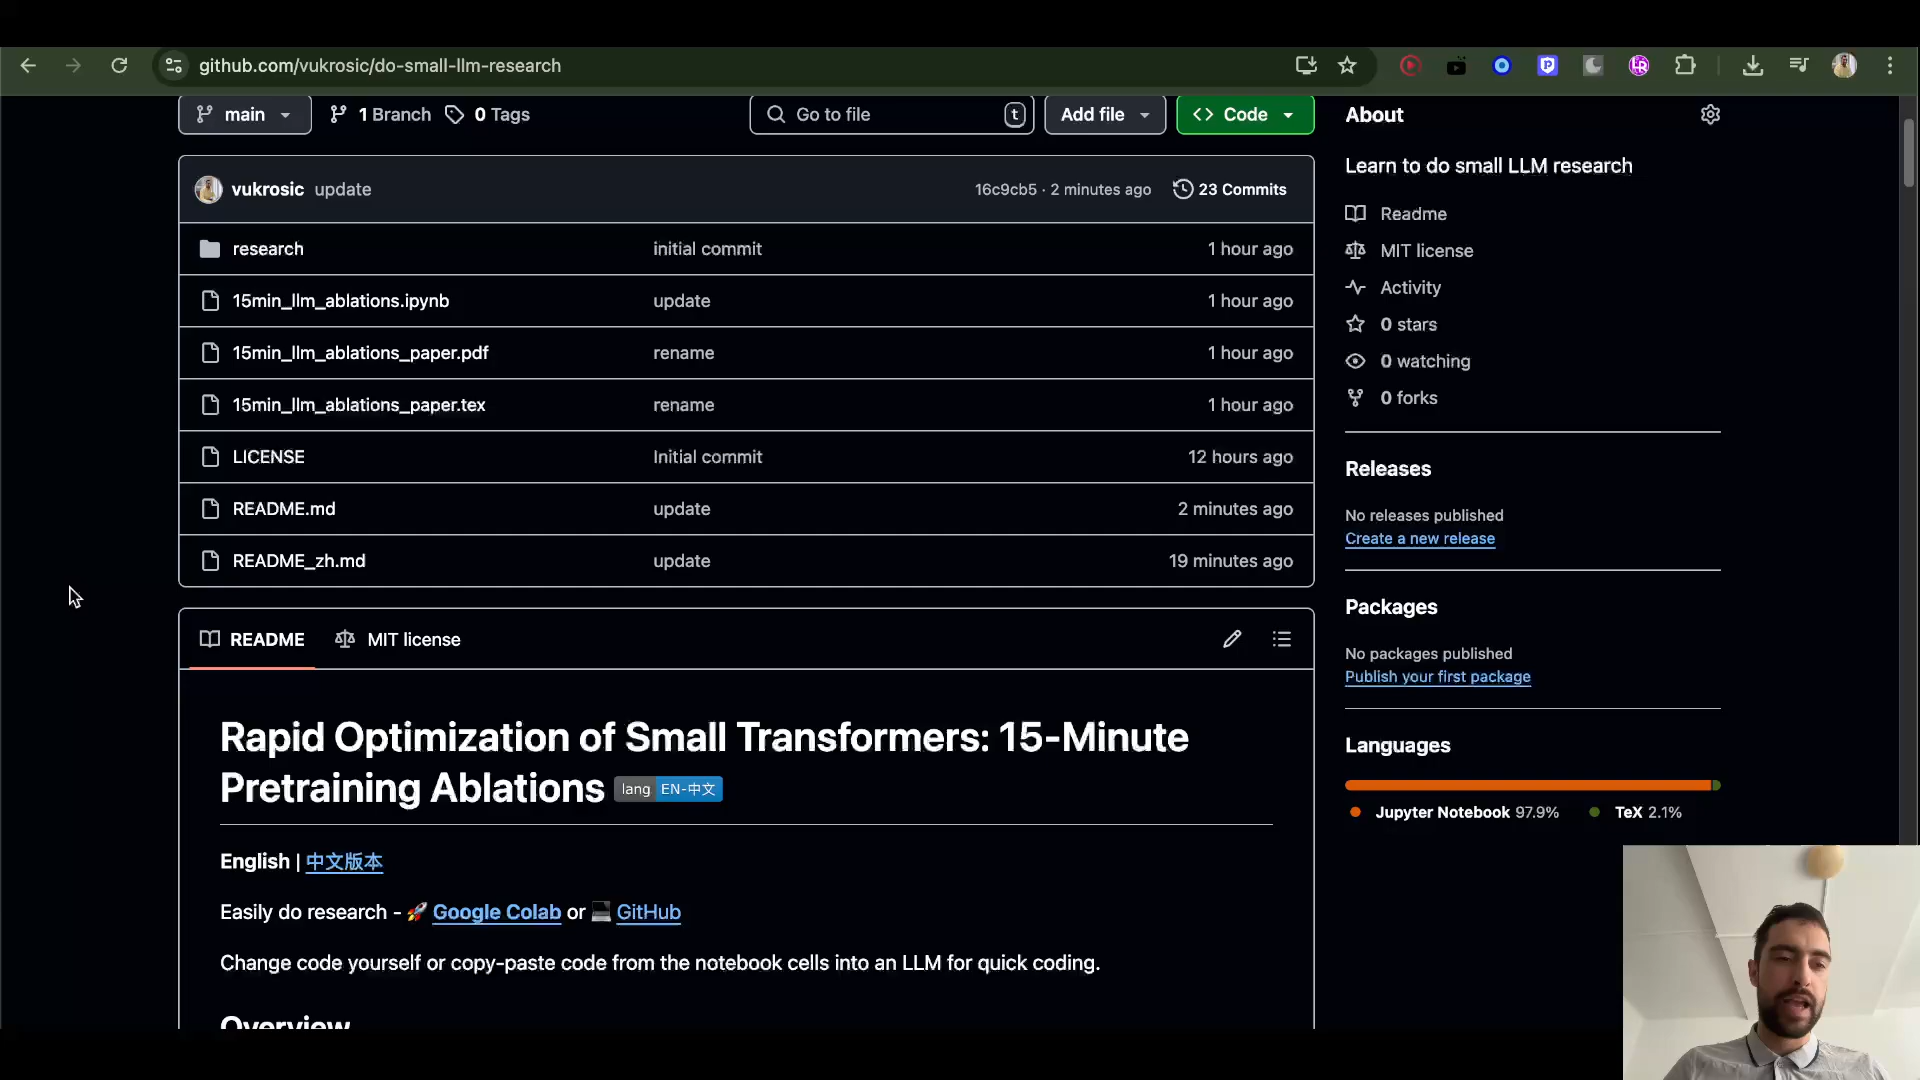 github.com/vukrosic/do-small-llm-research
main
1 Branch
0 Tags
Go to file
t
Add file
Code
vukrosic update
16c9cb5 · 2 minutes ago
23 Commits
research
initial commit
1 hour ago
15min_llm_ablations.ipynb
update
1 hour ago
15min_llm_ablations_paper.pdf
rename
1 hour ago
15min_llm_ablations_paper.tex
rename
1 hour ago
LICENSE
Initial commit
12 hours ago
README.md
update
2 minutes ago
README_zh.md
update
19 minutes ago
README
MIT license
Rapid Optimization of Small Transformers: 15-Minute
Pretraining Ablations lang EN-中文
English | 中文版本
Easily do research - 🚀 Google Colab or 💻 GitHub
Change code yourself or copy-paste code from the notebook cells into an LLM for quick coding.
Overview
About
Learn to do small LLM research
Readme
MIT license
Activity
0 stars
0 watching
0 forks
Releases
No releases published
Create a new release
Packages
No packages published
Publish your first package
Languages
Jupyter Notebook 97.9%
TeX 2.1%